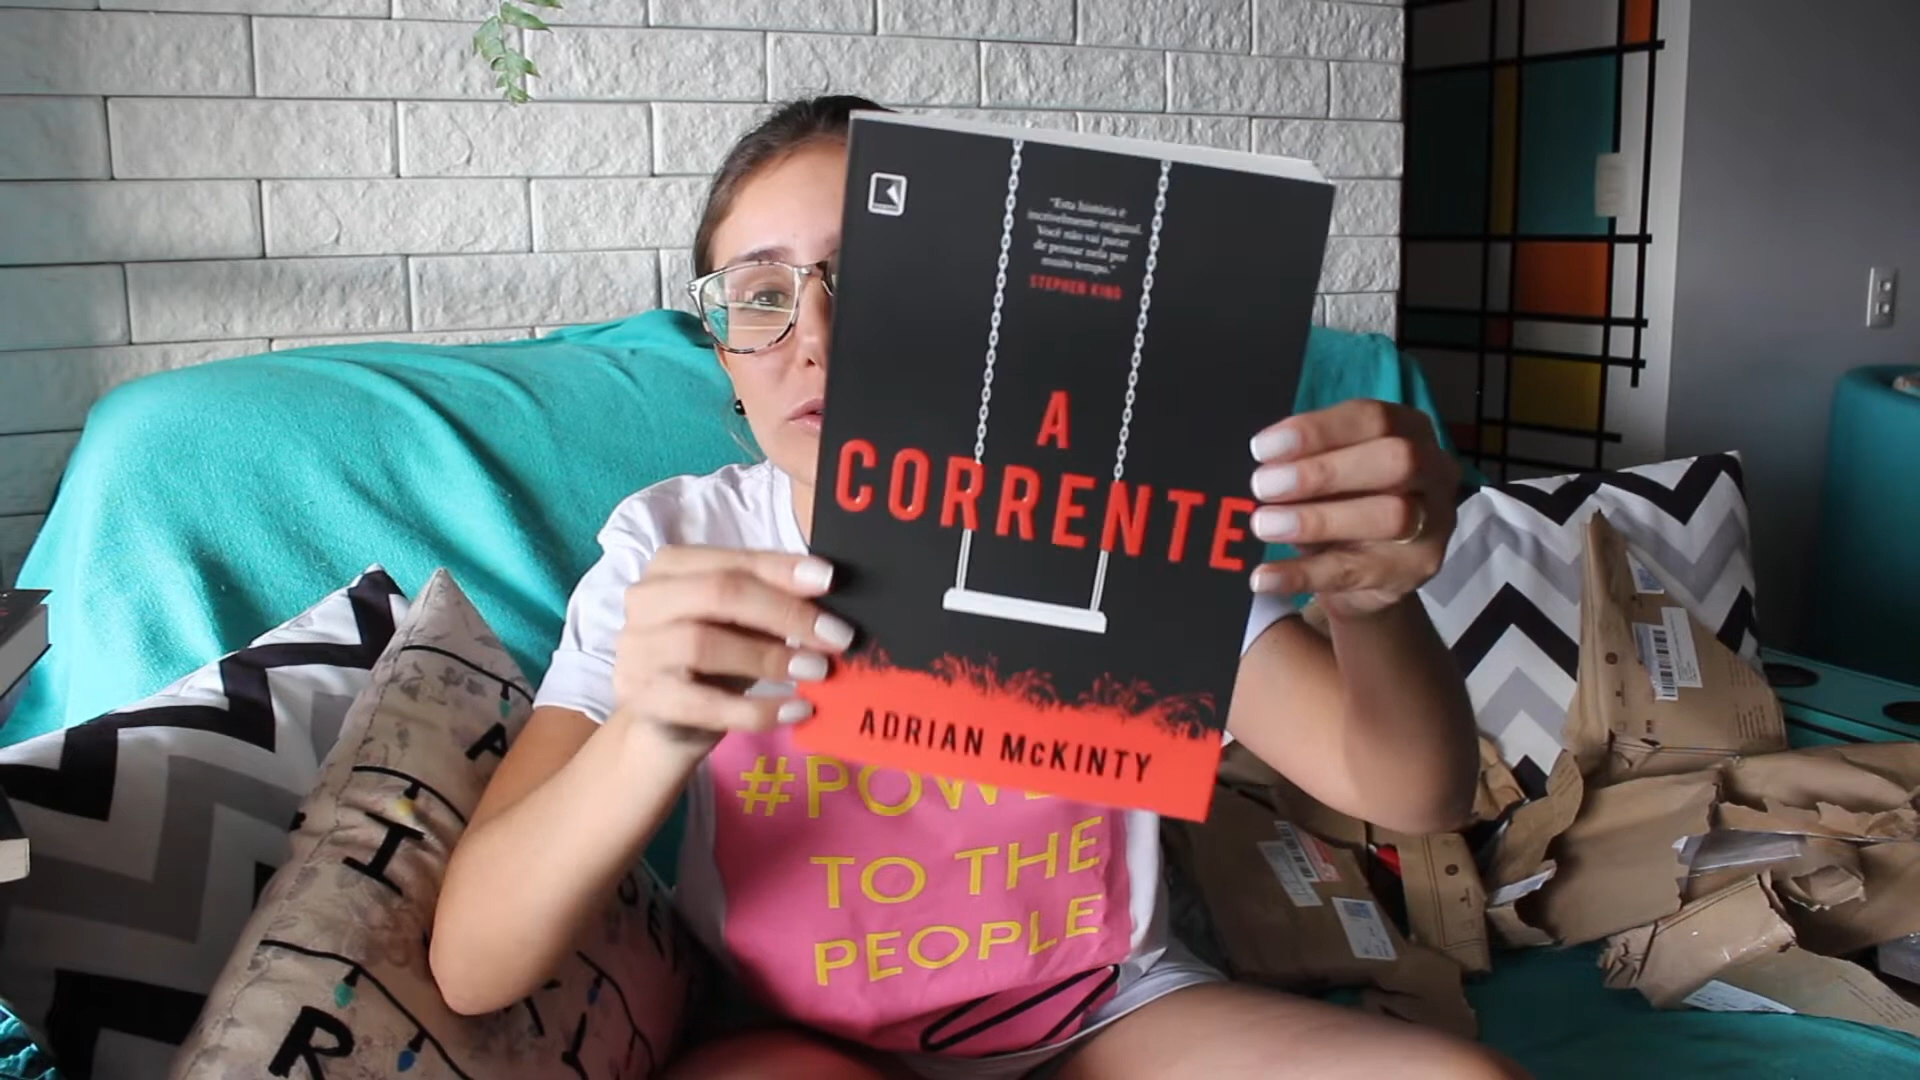 "Esta história é
incrivelmente original.
Você não vai parar
de pensar nela por
muito tempo."
STEPHEN KING
A
CORRENTE
ADRIAN McKINTY
#POWE
TO THE
PEOPLE
A
I
R
T
Y